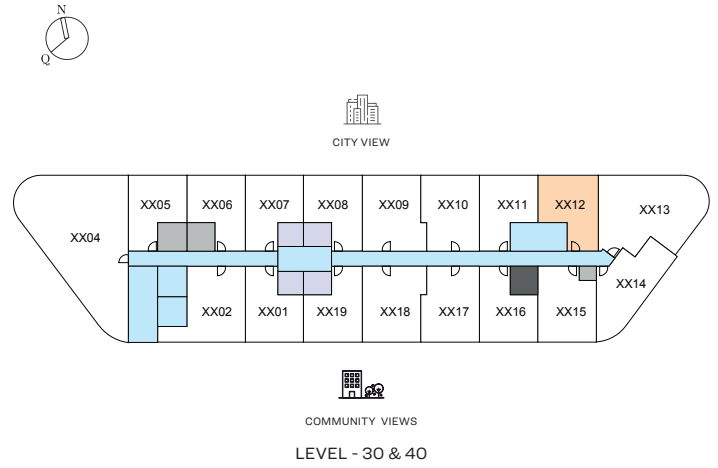 N
Q
CITY VIEW
XX05 XX06 XX07 XX08 XX09 XX10 XX11 XX12 XX13
XX04
XX14
XX02 XX01 XX19 XX18 XX17 XX16 XX15
COMMUNITY VIEWS
LEVEL - 30 & 40